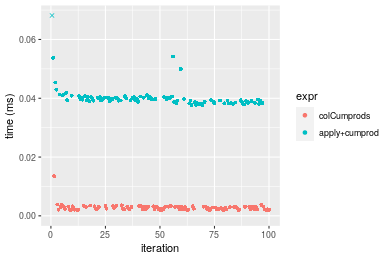 0.06
0.04
0.02
0.00
time (ms)
0
25
50
75
100
iteration
expr
colCumprods
apply+cumprod